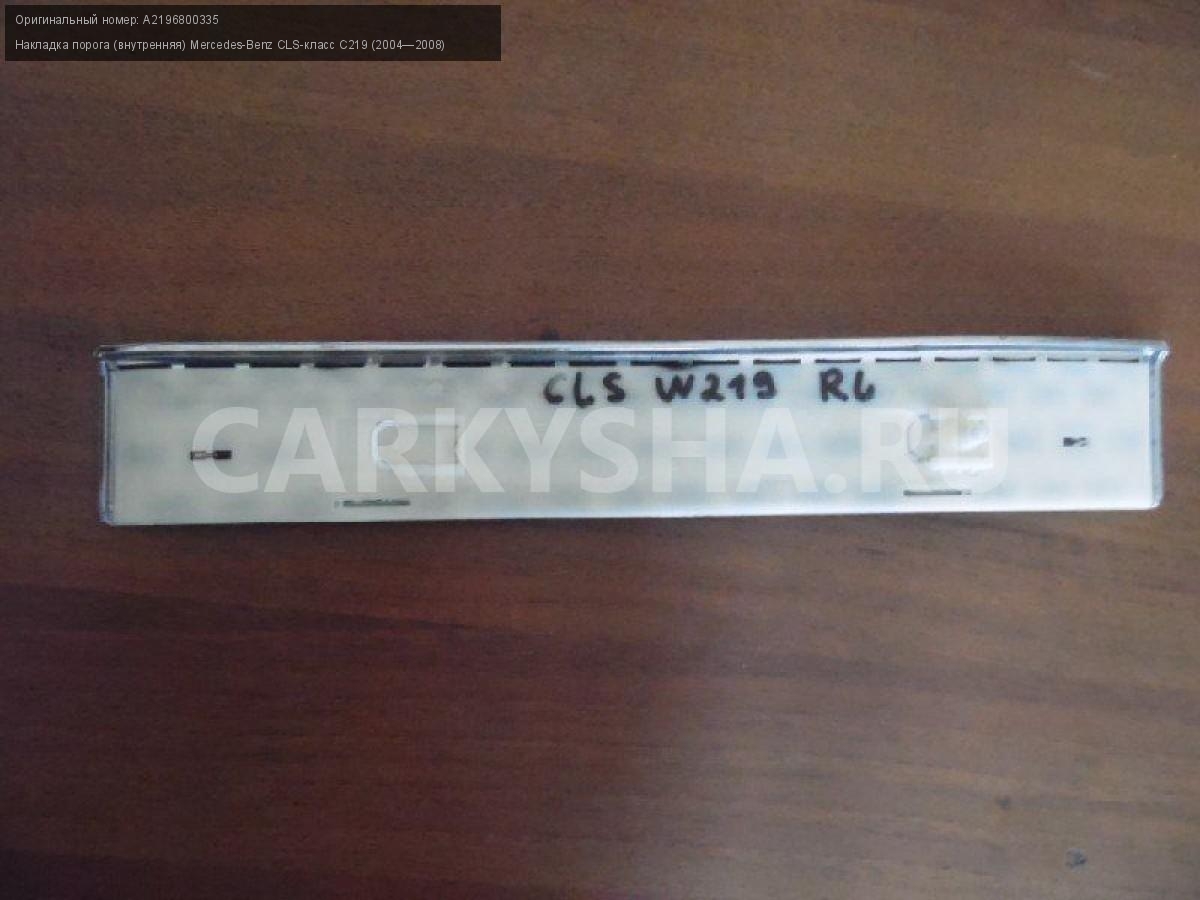 Оригинальный номер: A2196800335
Накладка порога (внутренняя) Mercedes-Benz CLS-класс C219 (2004—2008)
CLS W219 RL
CARKYSHA.RU